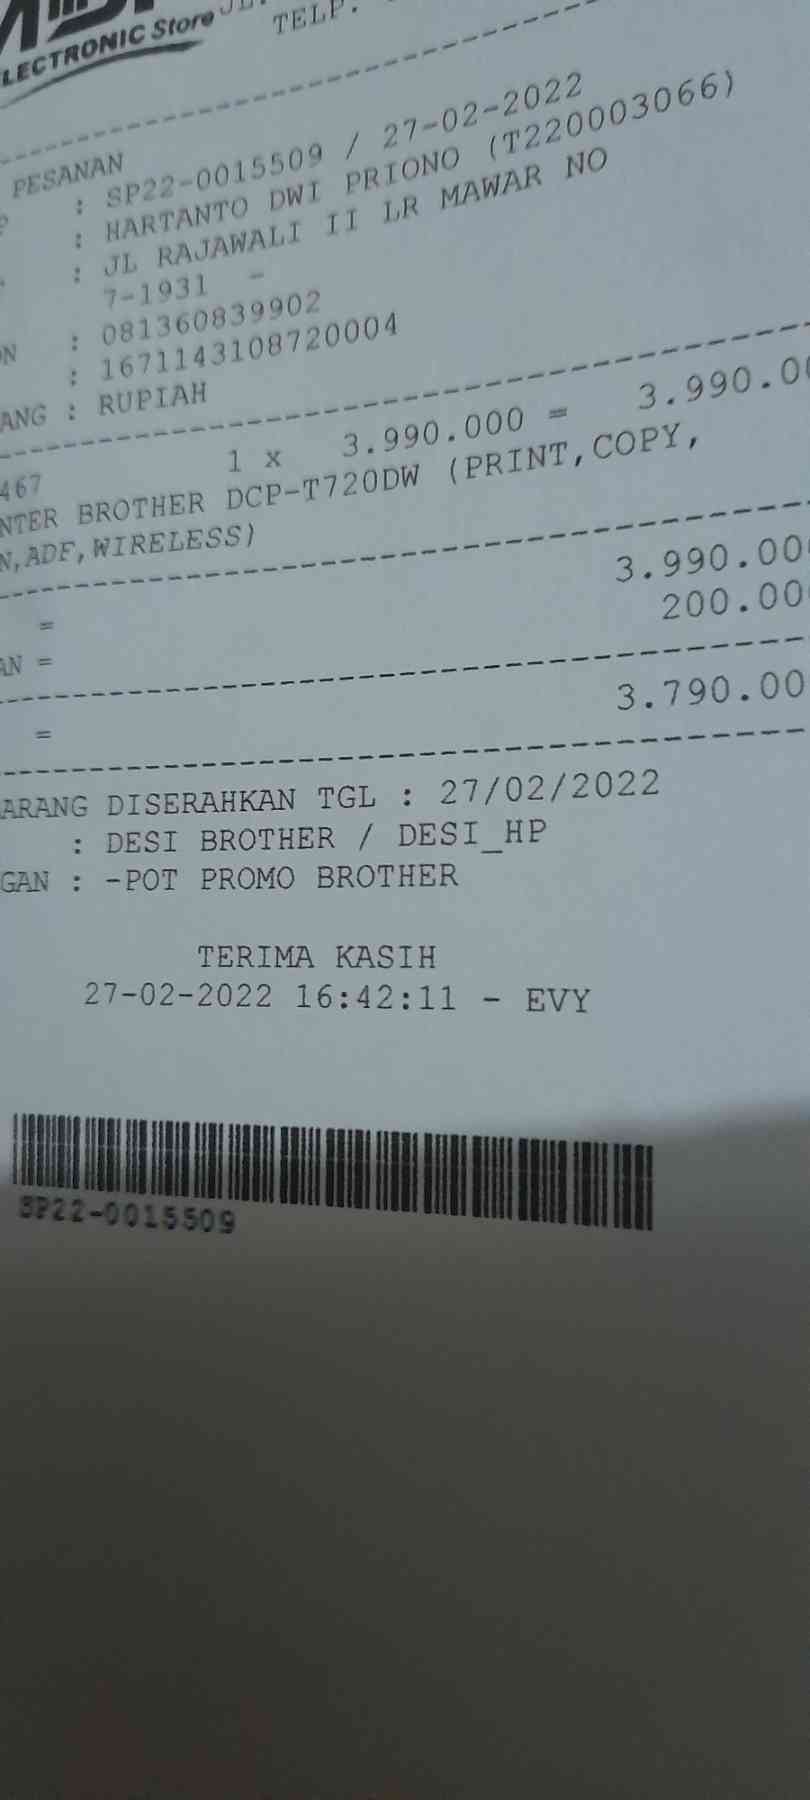 ELECTRONIC Store
TELP.
PESANAN
: SP22-0015509 / 27-02-2022
: HARTANTO DWI PRIONO (T220003066)
: JL RAJAWALI II LR MAWAR NO
7-1931 -
: 081360839902
: 1671143108720004
ANG : RUPIAH
467 1 x 3.990.000 = 3.990.00
NTER BROTHER DCP-T720DW (PRINT,COPY,
N,ADF,WIRELESS)
= 3.990.00
AN = 200.00
= 3.790.00
ARANG DISERAHKAN TGL : 27/02/2022
: DESI BROTHER / DESI_HP
GAN : -POT PROMO BROTHER
TERIMA KASIH
27-02-2022 16:42:11 - EVY
SP22-0015509